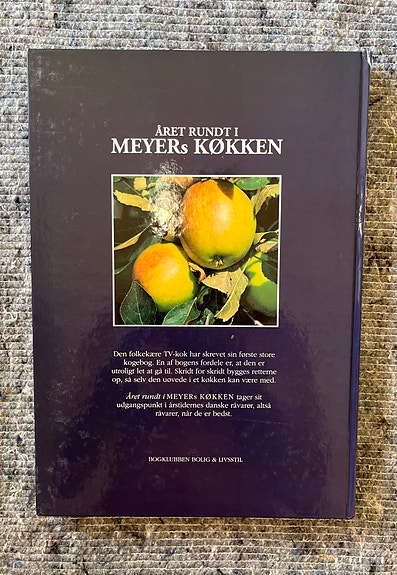 ÅRET RUNDT I
MEYERs KØKKEN
Den folkekære TV-kok har skrevet sin første store
kogebog. En af bogens fordele er, at den er
utroligt let at gå til. Skridt for skridt bygges retterne
op, så selv den uøvede i et køkken kan være med.
Året rundt i MEYERs KØKKEN tager sit
udgangspunkt i årstidernes danske råvarer, altså
råvarer, når de er bedst.
BOGKLUBBEN BOLIG & LIVSSTIL